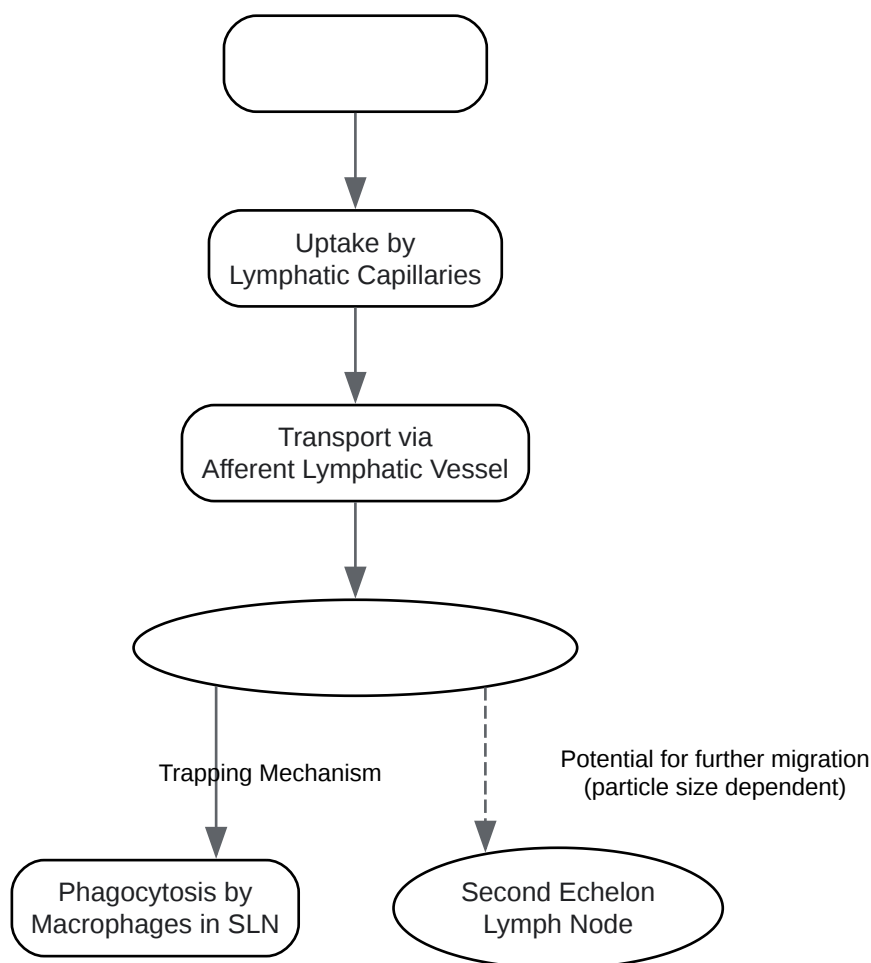 Uptake by
Lymphatic Capillaries
Transport via
Afferent Lymphatic Vessel
Trapping Mechanism
Potential for further migration
(particle size dependent)
Phagocytosis by
Macrophages in SLN
Second Echelon
Lymph Node